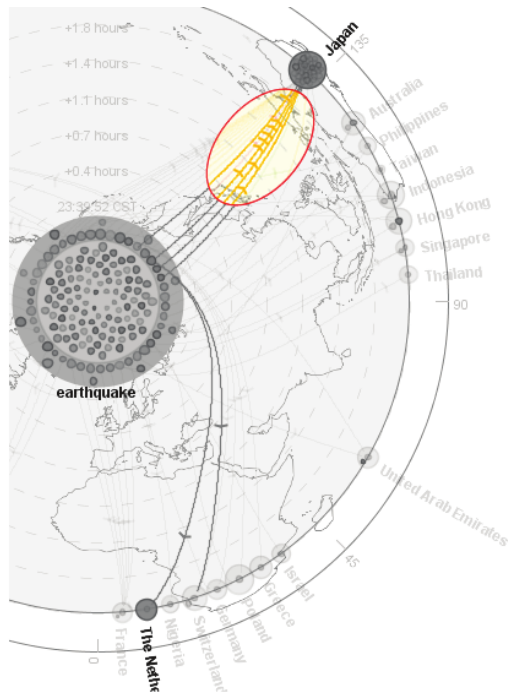 +1.8 hours
+1.4 hours
+1.1 hours
+0.7 hours
+0.4 hours
23:39:52 CST
earthquake
Japan
135
Australia
Philippines
Taiwan
Indonesia
Hong Kong
Singapore
Thailand
90
United Arab Emirates
45
Israel
Greece
Poland
Germany
Switzerland
Nigeria
The Nethe
France
0